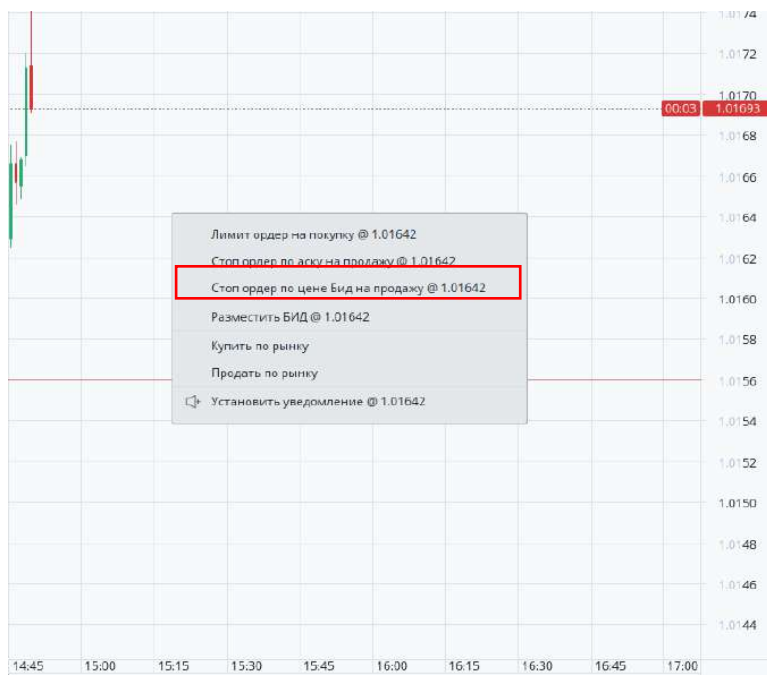 1.0174
1.0172
1.0170
00:03 1.01693
1.0168
1.0166
1.0164
Лимит ордер на покупку @ 1.01642
Стоп ордер по аску на продажу @ 1.01642
1.0162
Стоп ордер по цене Бид на продажу @ 1.01642
1.0160
Разместить БИД @ 1.01642
Купить по рынку
1.0158
Продать по рынку
1.0156
Установить уведомление @ 1.01642
1.0154
1.0152
1.0150
1.0148
1.0146
1.0144
14:45 15:00 15:15 15:30 15:45 16:00 16:15 16:30 16:45 17:00